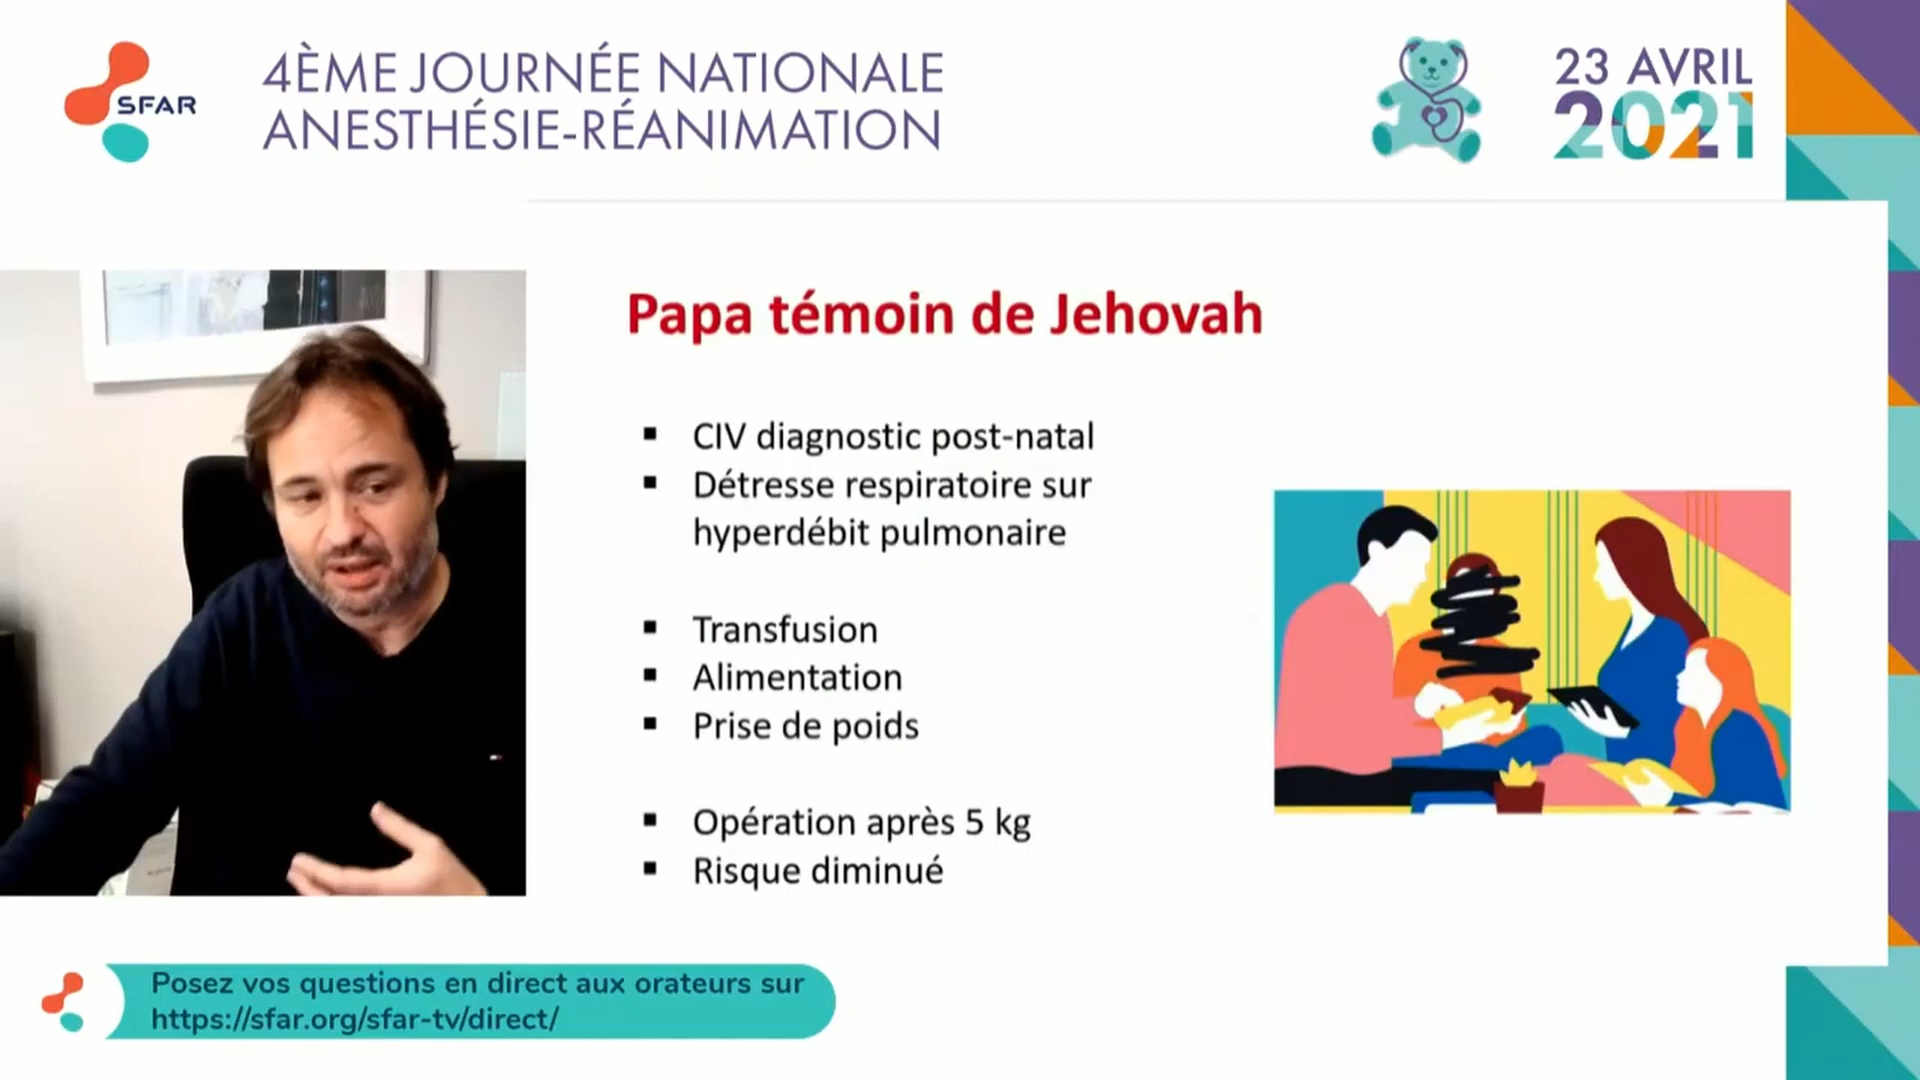 SFAR
4ÈME JOURNÉE NATIONALE
ANESTHÉSIE-RÉANIMATION
23 AVRIL
2021
Papa témoin de Jehovah
CIV diagnostic post-natal
Détresse respiratoire sur
hyperdébit pulmonaire
Transfusion
Alimentation
Prise de poids
Opération après 5 kg
Risque diminué
Posez vos questions en direct aux orateurs sur
https://sfar.org/sfar-tv/direct/